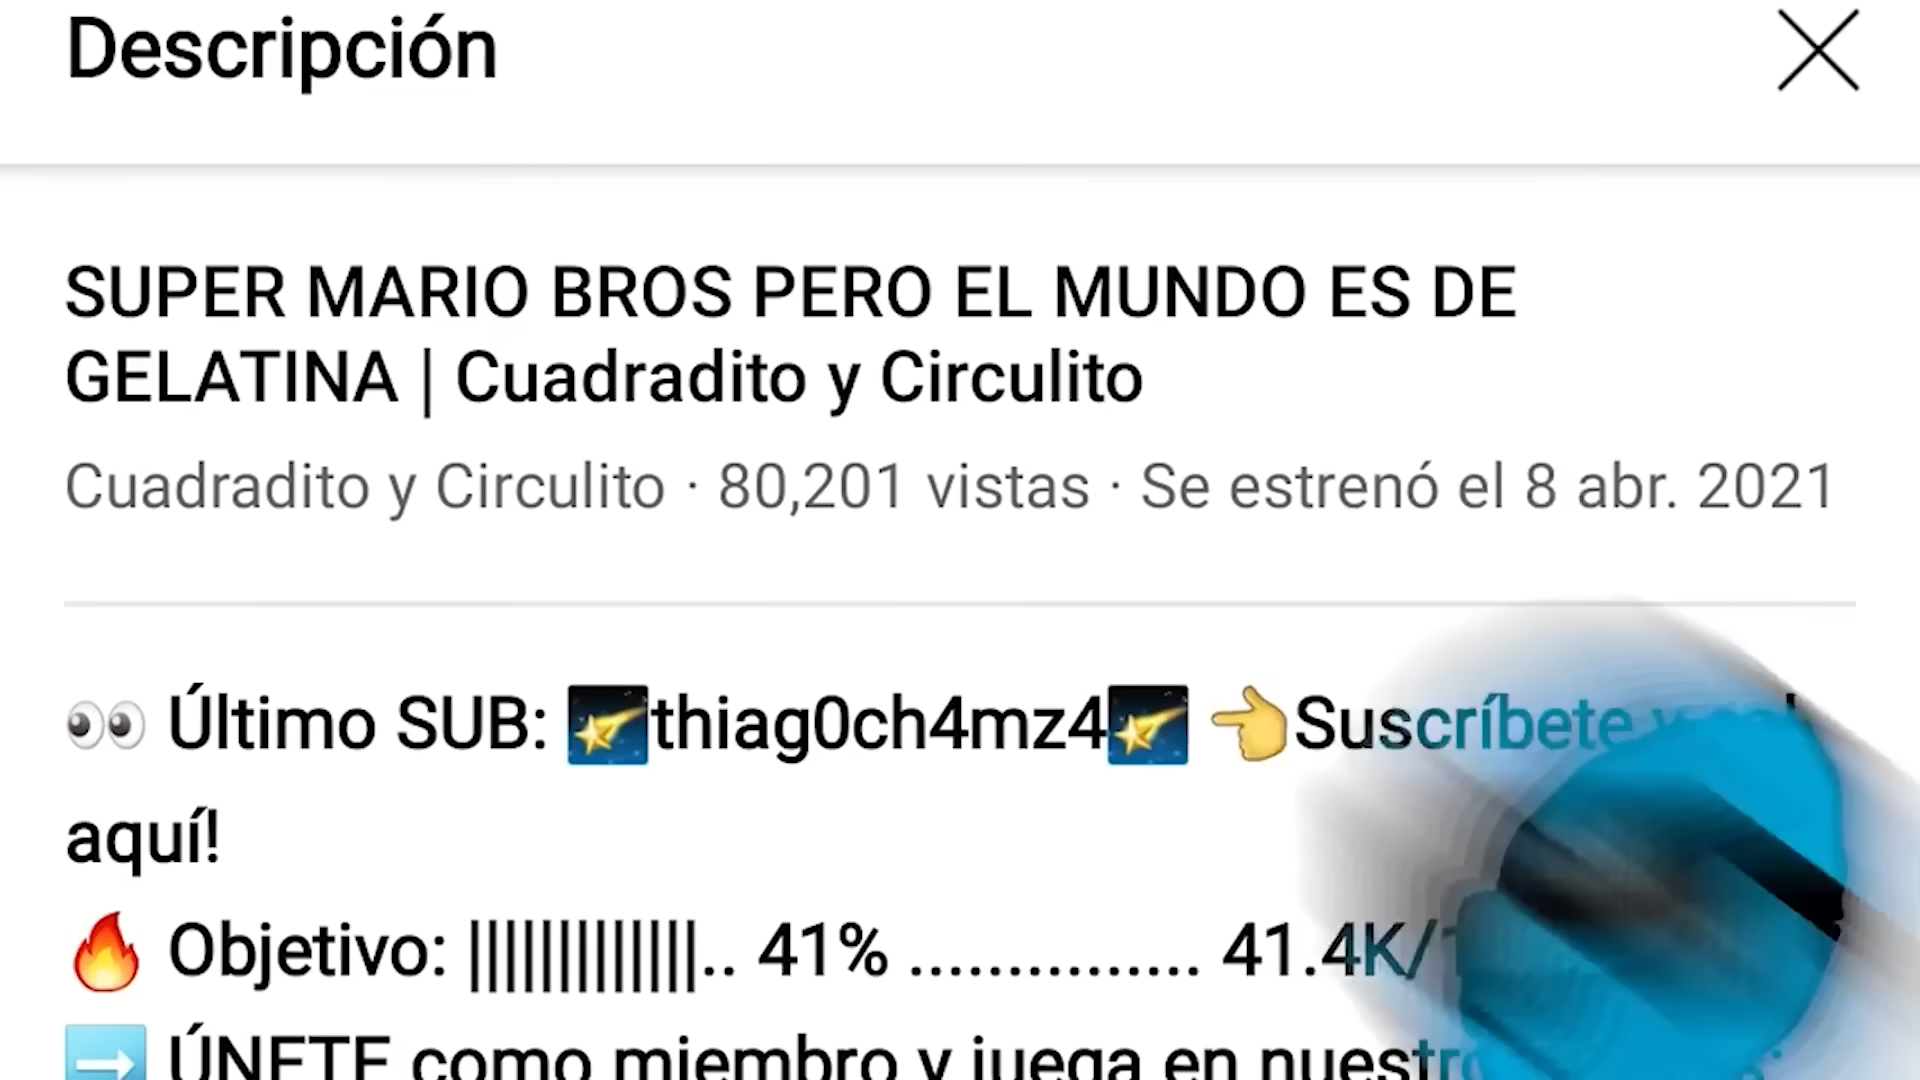 Descripción
SUPER MARIO BROS PERO EL MUNDO ES DE
GELATINA | Cuadradito y Circulito
Cuadradito y Circulito · 80,201 vistas · Se estrenó el 8 abr. 2021
👀 Último SUB: 🌠thiag0ch4mz4🌠 👈Suscríbete y
aquí!
🔥 Objetivo: |||||||||||||.. 41% ............... 41.4K/
➡️ ÚNETE como miembro y juega en nuestro